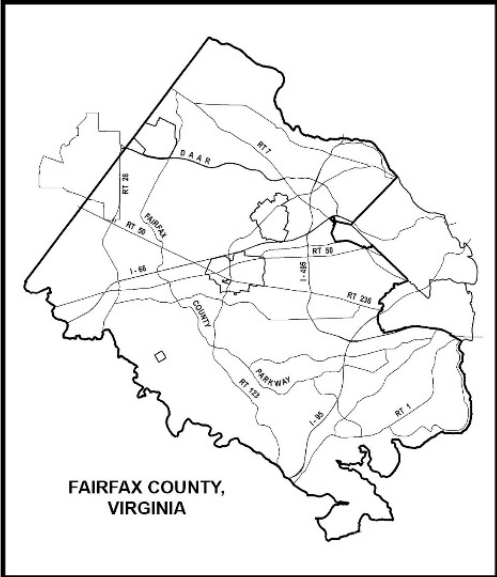 RT 7
DAAR
RT 28
FAIRFAX
RT 50
RT 50
I - 66
I - 495
RT 236
COUNTY
PARKWAY
RT 123
I - 95
RT 1
FAIRFAX COUNTY,
VIRGINIA